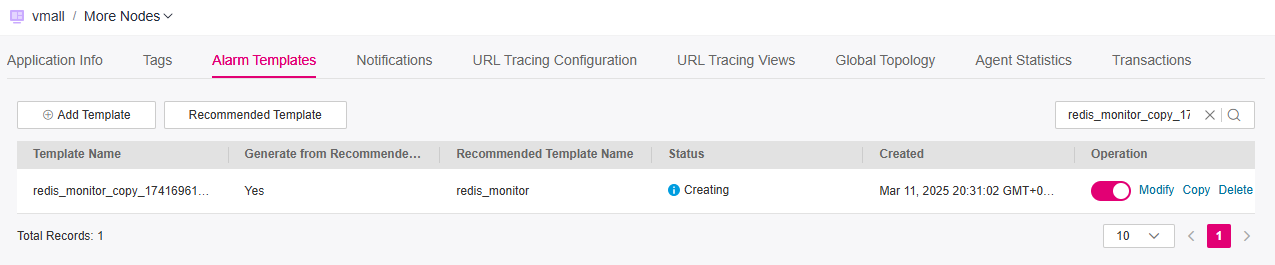 vmall / More Nodes
Application Info Tags Alarm Templates Notifications URL Tracing Configuration URL Tracing Views Global Topology Agent Statistics Transactions
Add Template Recommended Template redis_monitor_copy_17
Template Name Generate from Recommende... Recommended Template Name Status Created Operation
redis_monitor_copy_17416961... Yes redis_monitor Creating Mar 11, 2025 20:31:02 GMT+0... Modify Copy Delete
Total Records: 1 10 1